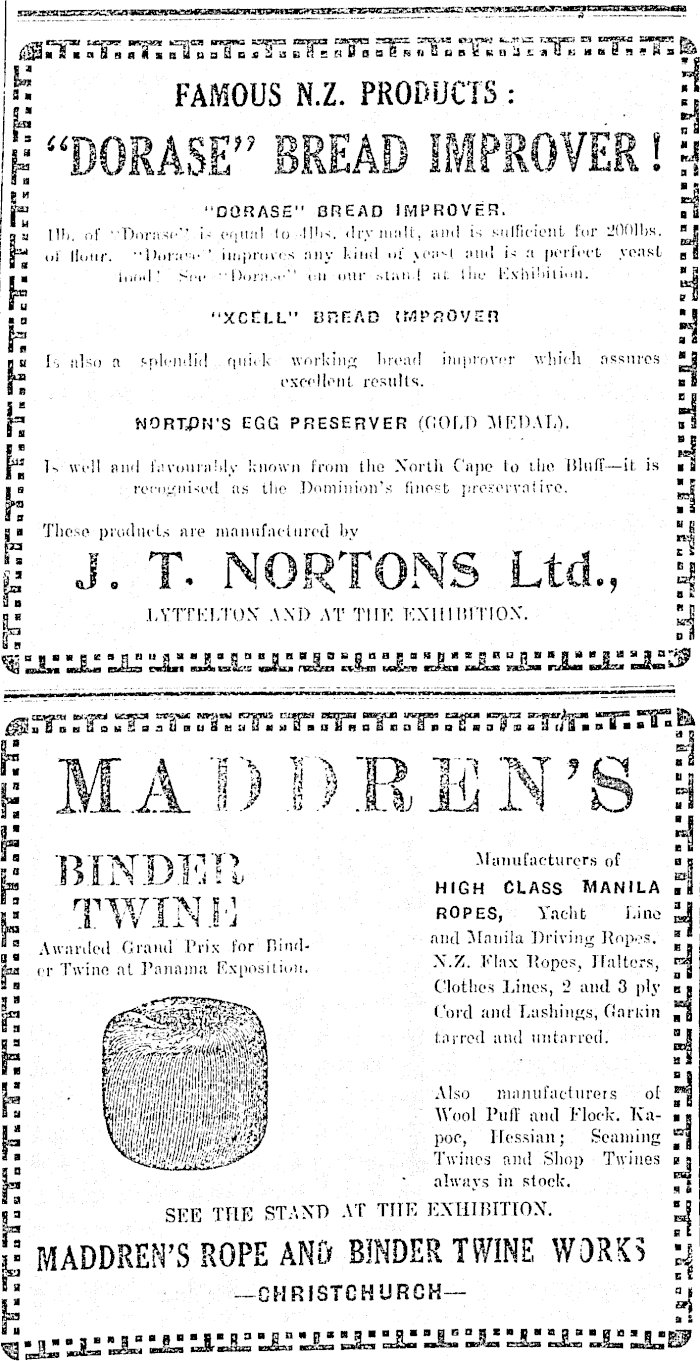 FAMOUS N.Z. PRODUCTS:
"DORASE" BREAD IMPROVER!
"DORASE" BREAD IMPROVER.
1lb. of "Dorase" is equal to 4lbs. dry malt, and is sufficient for 200lbs.
of flour. "Dorase" improves any kind of yeast and is a perfect yeast
food! See "Dorase" on our stand at the Exhibition.
"XCELL" BREAD IMPROVER
Is also a splendid quick working bread improver which assures
excellent results.
NORTON'S EGG PRESERVER (GOLD MEDAL).
Is well and favourably known from the North Cape to the Bluff—it is
recognised as the Dominion's finest preservative.
These products are manufactured by
J. T. NORTONS Ltd.,
LYTTELTON AND AT THE EXHIBITION.
MADDREN'S
BINDER
TWINE
Awarded Grand Prix for Bind-
er Twine at Panama Exposition.
Manufacturers of
HIGH CLASS MANILA
ROPES, Yacht Line
and Manila Driving Ropes.
N.Z. Flax Ropes, Halters,
Clothes Lines, 2 and 3 ply
Cord and Lashings, Garkin
tarred and untarred.
Also manufacturers of
Wool Puff and Flock. Ka-
poc, Hessian; Seaming
Twines and Shop Twines
always in stock.
SEE THE STAND AT THE EXHIBITION.
MADDREN'S ROPE AND BINDER TWINE WORKS
—CHRISTCHURCH—